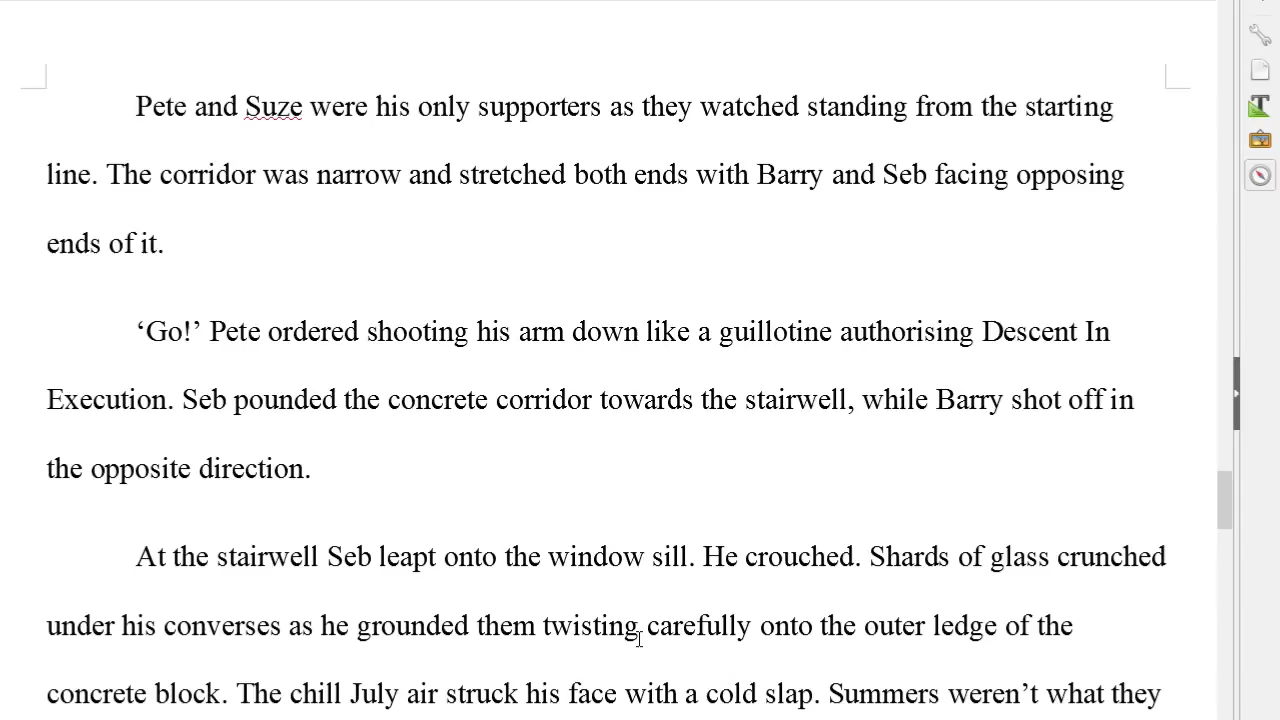 Pete and Suze were his only supporters as they watched standing from the starting
line. The corridor was narrow and stretched both ends with Barry and Seb facing opposing
ends of it.
‘Go!’ Pete ordered shooting his arm down like a guillotine authorising Descent In
Execution. Seb pounded the concrete corridor towards the stairwell, while Barry shot off in
the opposite direction.
At the stairwell Seb leapt onto the window sill. He crouched. Shards of glass crunched
under his converses as he grounded them twisting carefully onto the outer ledge of the
concrete block. The chill July air struck his face with a cold slap. Summers weren’t what they